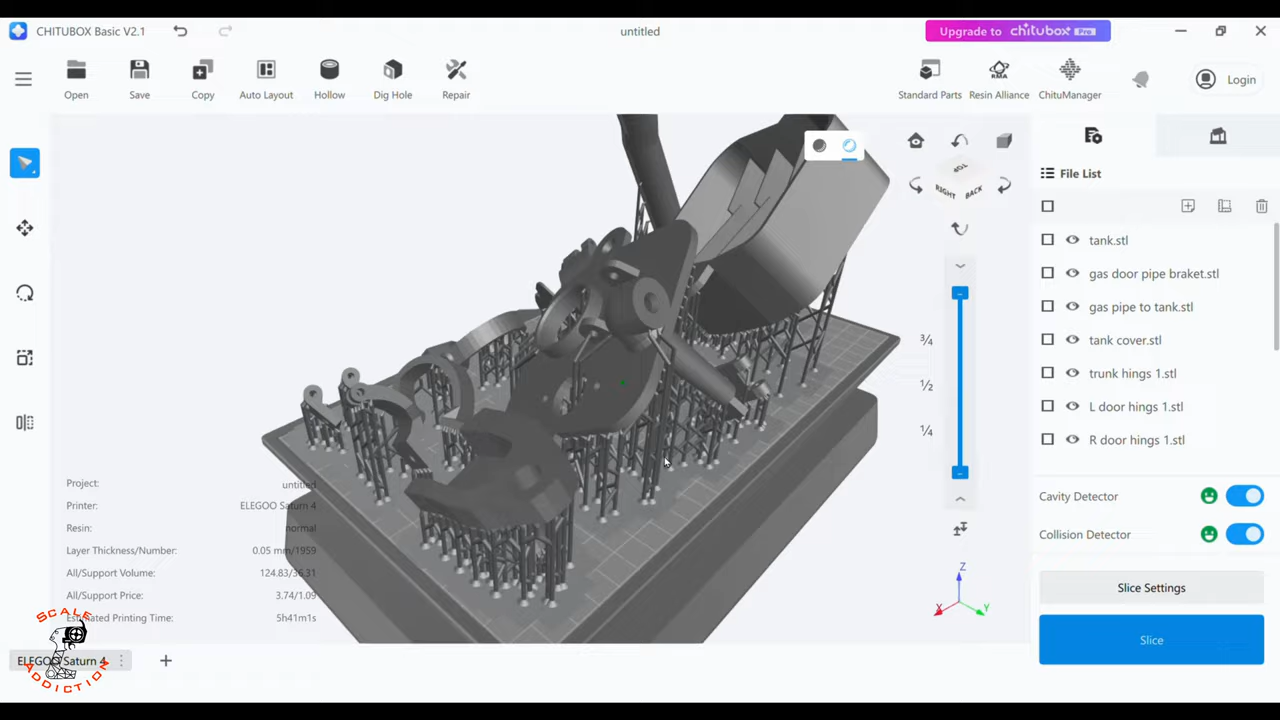 CHITUBOX Basic V2.1
untitled
Upgrade to chitubox Pro
Open
Save
Copy
Auto Layout
Hollow
Dig Hole
Repair
Standard Parts
Resin Alliance
RMA
ChituManager
Login
TOP
RIGHT
BACK
File List
tank.stl
gas door pipe braket.stl
gas pipe to tank.stl
tank cover.stl
trunk hings 1.stl
L door hings 1.stl
R door hings 1.stl
3/4
1/2
1/4
Cavity Detector
Collision Detector
Slice Settings
Slice
Project: untitled
Printer: ELEGOO Saturn 4
Resin: normal
Layer Thickness/Number: 0.05 mm/1959
All/Support Volume: 124.83/36.31
All/Support Price: 3.74/1.09
Estimated Printing Time: 5h41m1s
Z
X
Y
SCALE
ADDICTION
ELEGOO Saturn 4